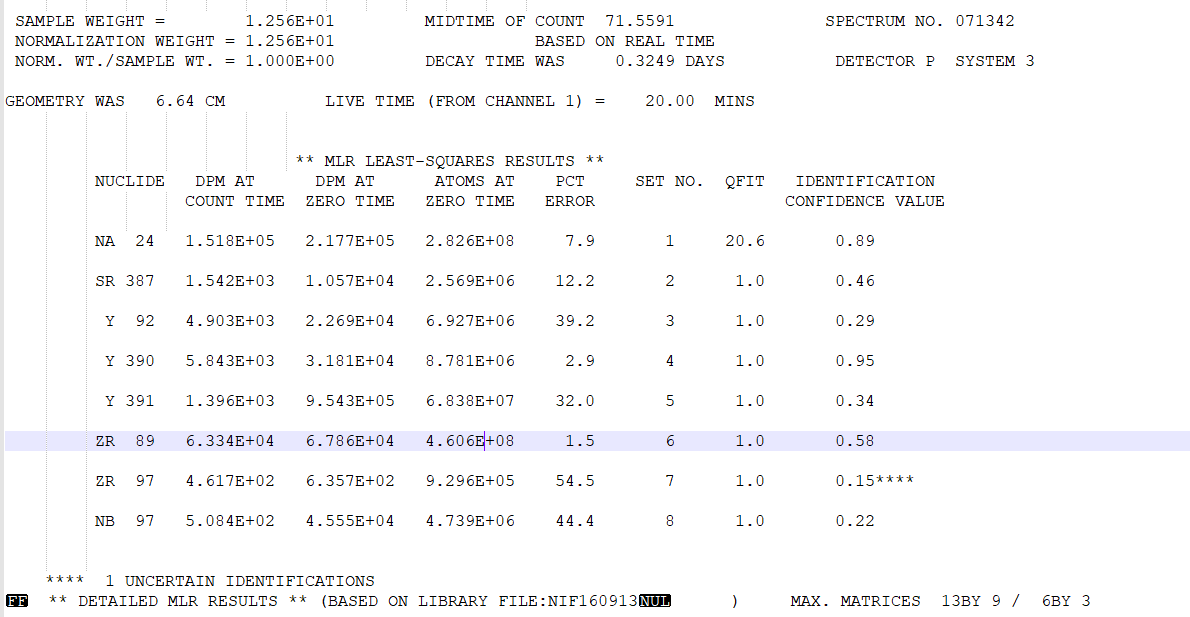 SAMPLE WEIGHT = 1.256E+01 MIDTIME OF COUNT 71.5591 SPECTRUM NO. 071342
NORMALIZATION WEIGHT = 1.256E+01 BASED ON REAL TIME
NORM. WT./SAMPLE WT. = 1.000E+00 DECAY TIME WAS 0.3249 DAYS DETECTOR P SYSTEM 3
GEOMETRY WAS 6.64 CM LIVE TIME (FROM CHANNEL 1) = 20.00 MINS
** MLR LEAST-SQUARES RESULTS **
NUCLIDE DPM AT DPM AT ATOMS AT PCT SET NO. QFIT IDENTIFICATION
COUNT TIME ZERO TIME ZERO TIME ERROR CONFIDENCE VALUE
NA 24 1.518E+05 2.177E+05 2.826E+08 7.9 1 20.6 0.89
SR 387 1.542E+03 1.057E+04 2.569E+06 12.2 2 1.0 0.46
Y 92 4.903E+03 2.269E+04 6.927E+06 39.2 3 1.0 0.29
Y 390 5.843E+03 3.181E+04 8.781E+06 2.9 4 1.0 0.95
Y 391 1.396E+03 9.543E+05 6.838E+07 32.0 5 1.0 0.34
ZR 89 6.334E+04 6.786E+04 4.606E+08 1.5 6 1.0 0.58
ZR 97 4.617E+02 6.357E+02 9.296E+05 54.5 7 1.0 0.15****
NB 97 5.084E+02 4.555E+04 4.739E+06 44.4 8 1.0 0.22
**** 1 UNCERTAIN IDENTIFICATIONS
FF ** DETAILED MLR RESULTS ** (BASED ON LIBRARY FILE:NIF160913NUL ) MAX. MATRICES 13BY 9 / 6BY 3